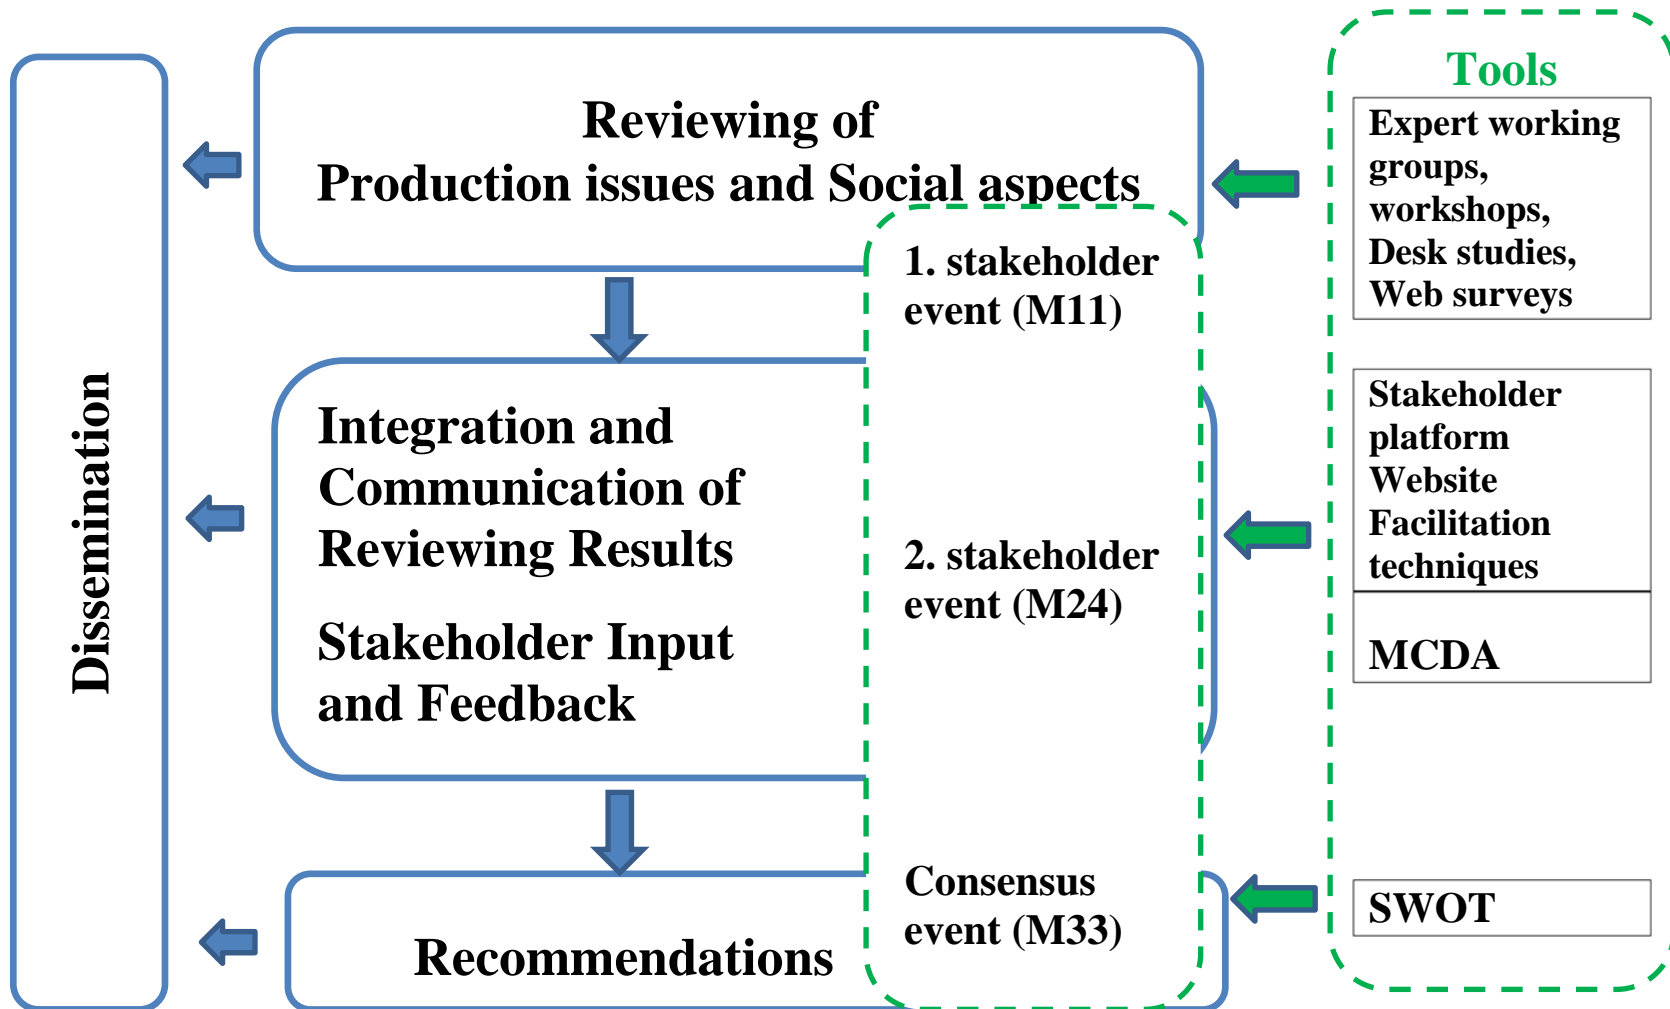 Dissemination
Reviewing of
Production issues and Social aspects
1. stakeholder
event (M11)
Integration and
Communication of
Reviewing Results
Stakeholder Input
and Feedback
2. stakeholder
event (M24)
Consensus
event (M33)
Recommendations
Tools
Expert working
groups,
workshops,
Desk studies,
Web surveys
Stakeholder
platform
Website
Facilitation
techniques
MCDA
SWOT